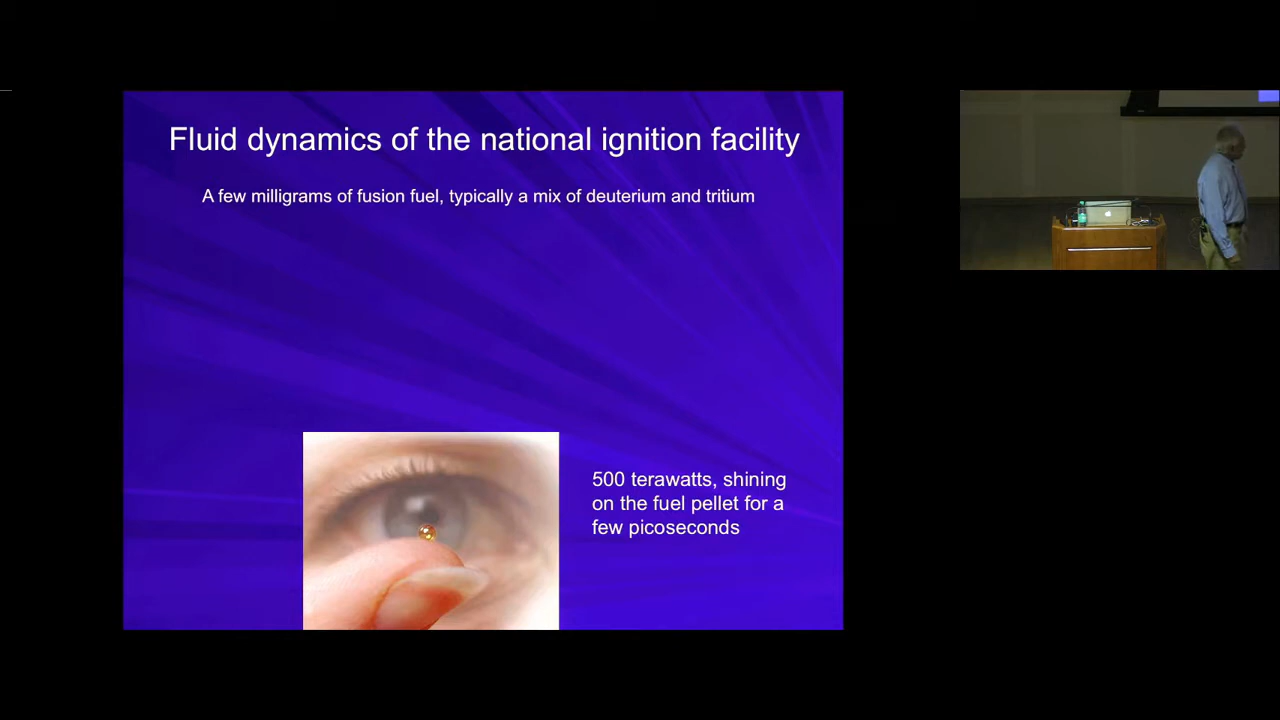 Fluid dynamics of the national ignition facility
A few milligrams of fusion fuel, typically a mix of deuterium and tritium
500 terawatts, shining
on the fuel pellet for a
few picoseconds